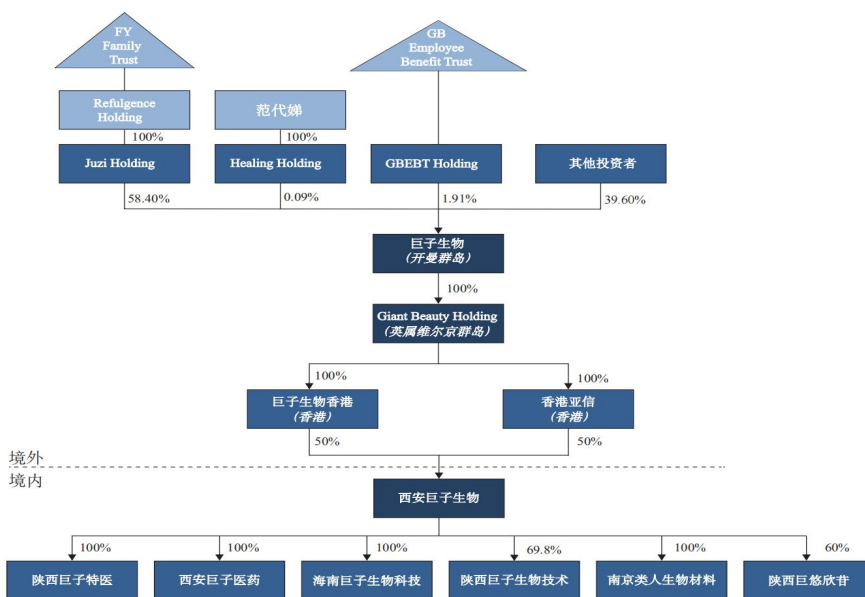 FY
Family
Trust
GB
Employee
Benefit Trust
Refulgence
Holding
范代娣
100%
100%
Juzi Holding
Healing Holding
GBEBT Holding
其他投资者
58.40%
0.09%
1.91%
39.60%
巨子生物
(开曼群岛)
100%
Giant Beauty Holding
(英属维尔京群岛)
100%
100%
巨子生物香港
(香港)
香港亚信
(香港)
50%
50%
境外
境内
西安巨子生物
100%
100%
100%
69.8%
100%
60%
陕西巨子特医
西安巨子医药
海南巨子生物科技
陕西巨子生物技术
南京类人生物材料
陕西巨悠欣苷